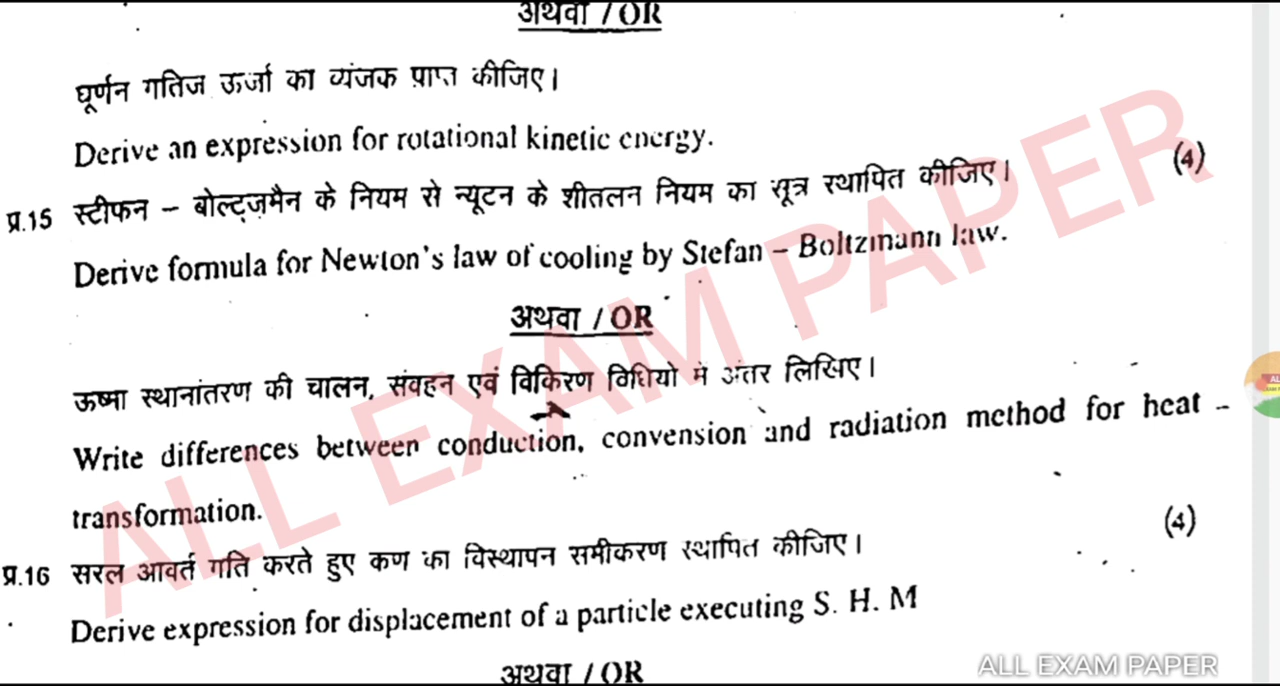 अथवा / OR
घूर्णन गतिज ऊर्जा का व्यंजक प्राप्त कीजिए।
Derive an expression for rotational kinetic energy.
प्र.15 स्टीफन – बोल्ट्ज़मैन के नियम से न्यूटन के शीतलन नियम का सूत्र स्थापित कीजिए। (4)
Derive formula for Newton's law of cooling by Stefan – Boltzmann law.
अथवा / OR
ऊष्मा स्थानांतरण की चालन, संवहन एवं विकिरण विधियो में अंतर लिखिए।
Write differences between conduction, convension and radiation method for heat –
transformation.
प्र.16 सरल आवर्त गति करते हुए कण का विस्थापन समीकरण स्थापित कीजिए। (4)
Derive expression for displacement of a particle executing S. H. M
अथवा / OR
ALL EXAM PAPER
ALL EXAM PAPER